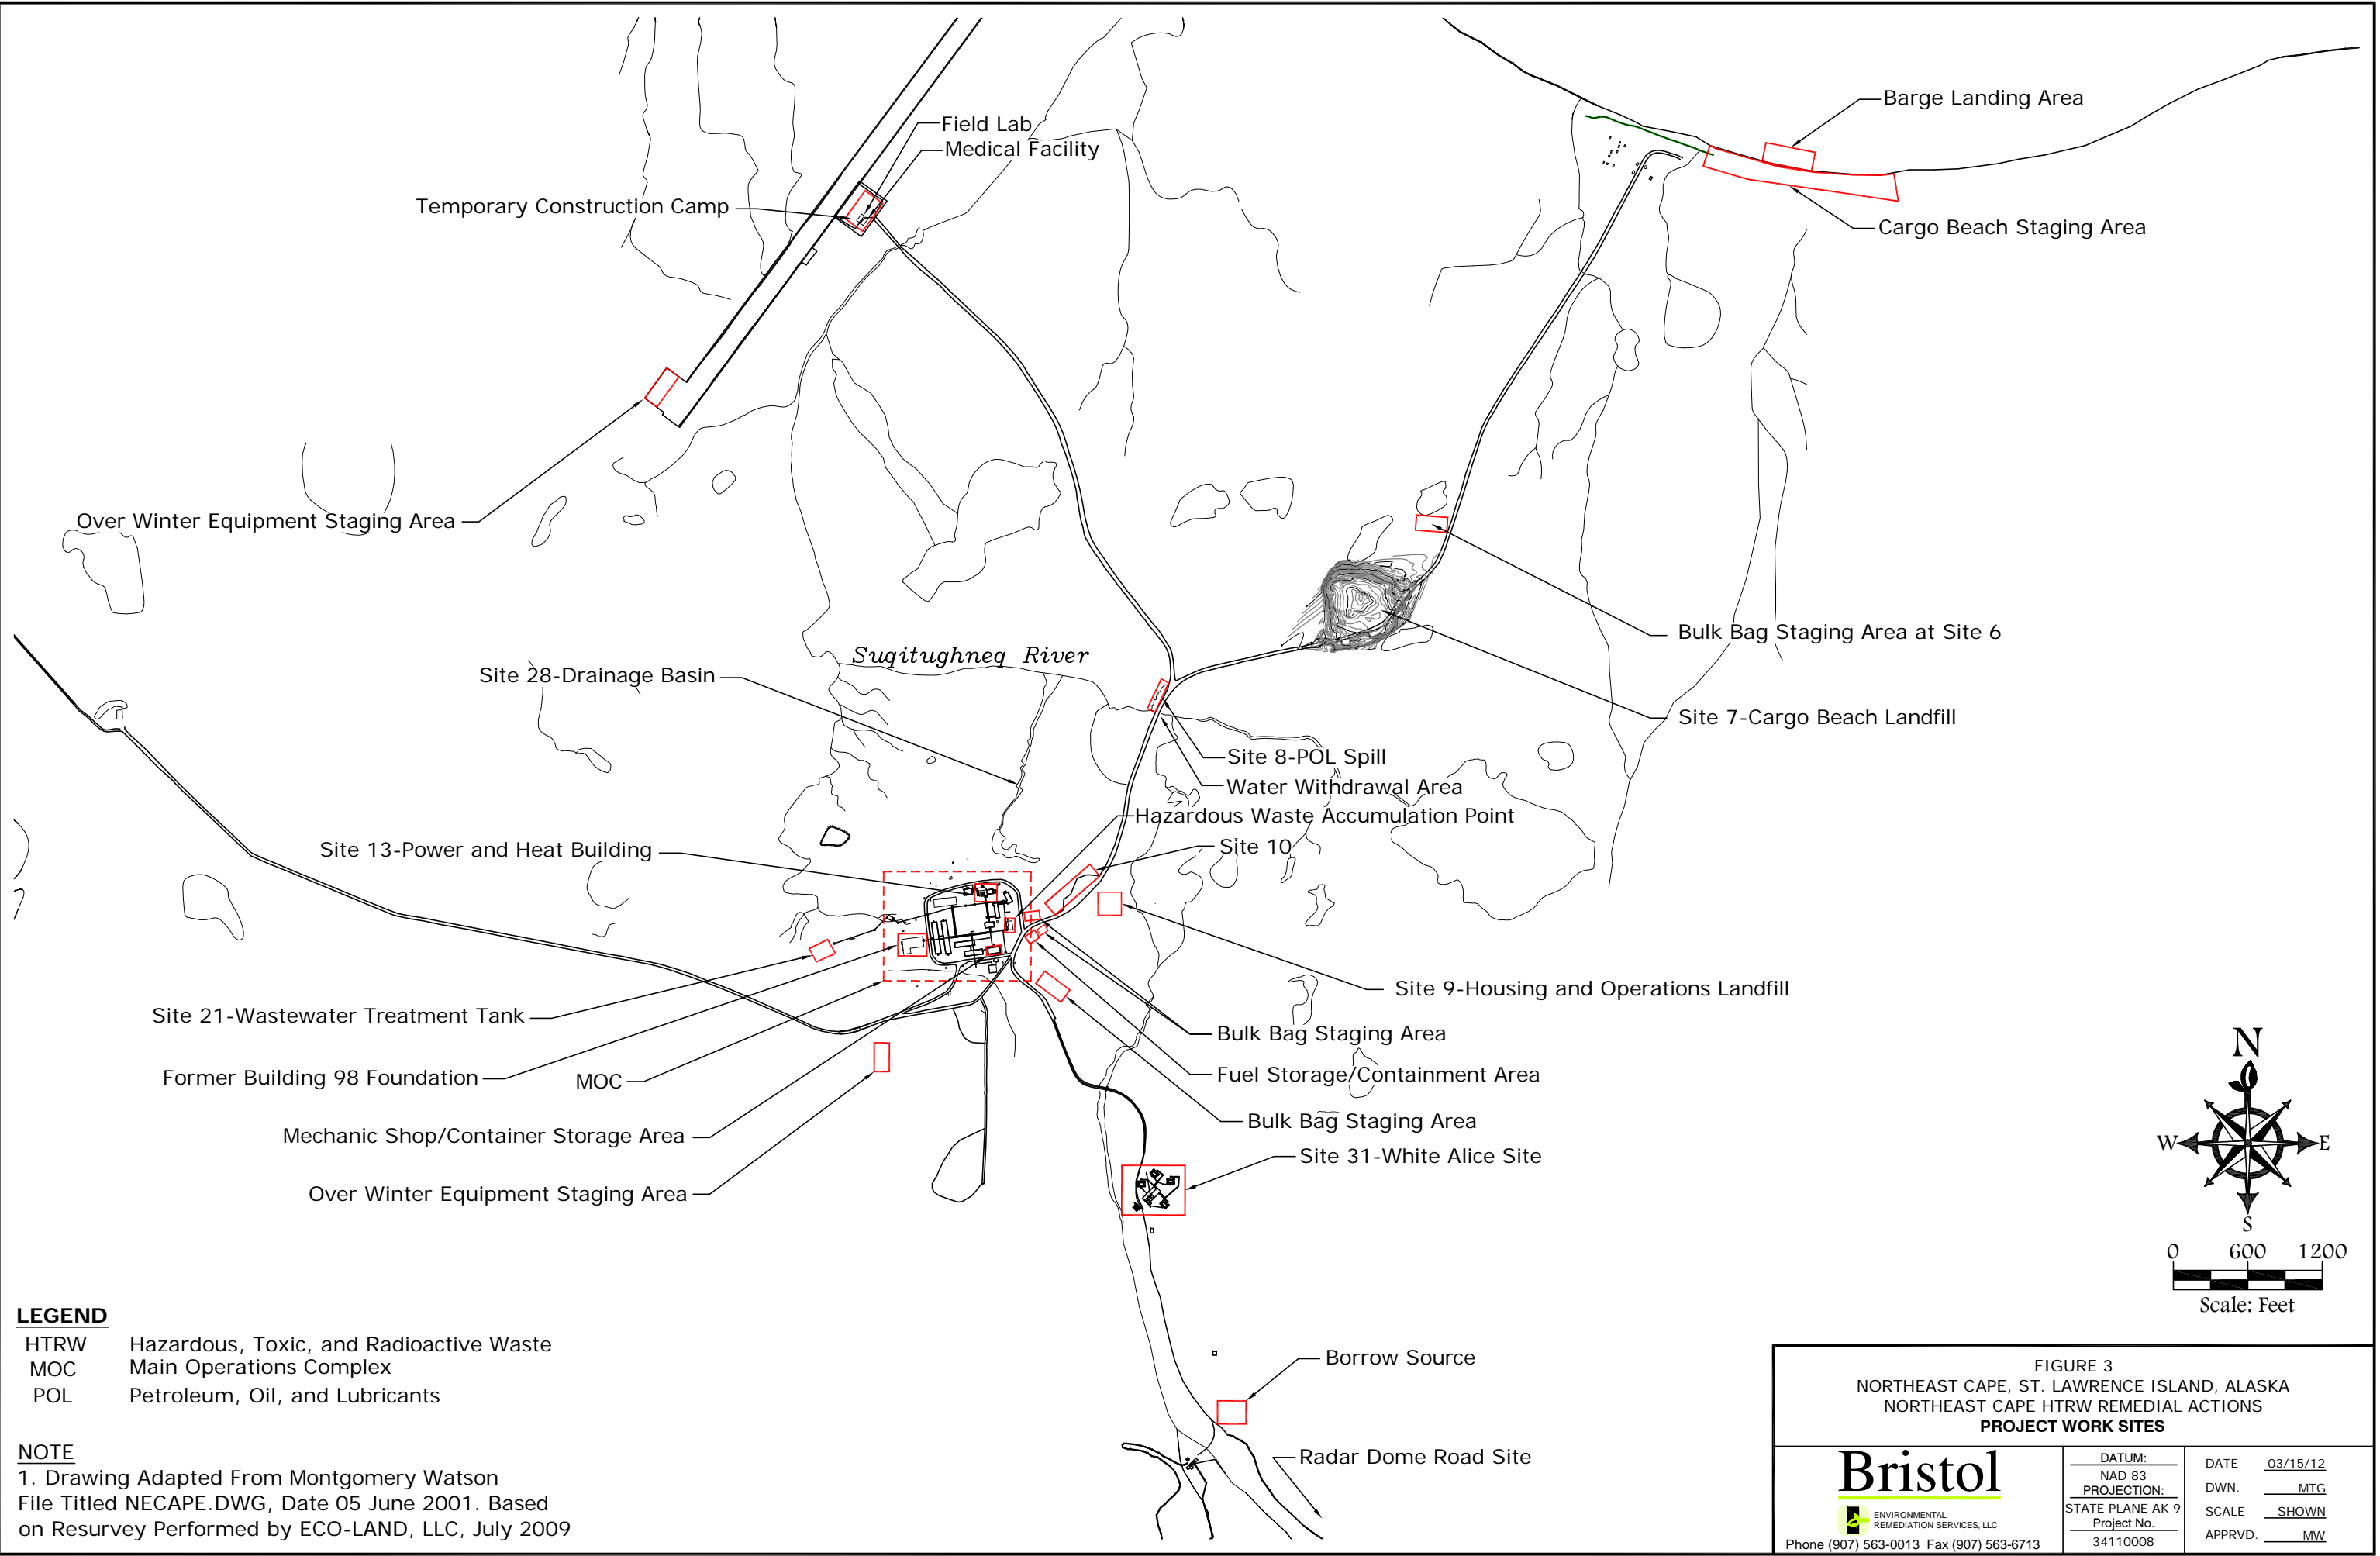 Barge Landing Area
Field Lab
Medical Facility
Temporary Construction Camp
Cargo Beach Staging Area
Over Winter Equipment Staging Area
Bulk Bag Staging Area at Site 6
Suqitughneq River
Site 28-Drainage Basin
Site 7-Cargo Beach Landfill
Site 8-POL Spill
Water Withdrawal Area
Hazardous Waste Accumulation Point
Site 13-Power and Heat Building
Site 10
Site 9-Housing and Operations Landfill
Site 21-Wastewater Treatment Tank
Bulk Bag Staging Area
Former Building 98 Foundation
MOC
Fuel Storage/Containment Area
Bulk Bag Staging Area
Mechanic Shop/Container Storage Area
Site 31-White Alice Site
Over Winter Equipment Staging Area
Borrow Source
Radar Dome Road Site
N
W E
S
0 600 1200
Scale: Feet
LEGEND
HTRW Hazardous, Toxic, and Radioactive Waste
MOC Main Operations Complex
POL Petroleum, Oil, and Lubricants
NOTE
1. Drawing Adapted From Montgomery Watson
File Titled NECAPE.DWG, Date 05 June 2001. Based
on Resurvey Performed by ECO-LAND, LLC, July 2009
FIGURE 3
NORTHEAST CAPE, ST. LAWRENCE ISLAND, ALASKA
NORTHEAST CAPE HTRW REMEDIAL ACTIONS
PROJECT WORK SITES
Bristol
ENVIRONMENTAL
REMEDIATION SERVICES, LLC
Phone (907) 563-0013 Fax (907) 563-6713
DATUM:
NAD 83
PROJECTION:
STATE PLANE AK 9
Project No.
34110008
DATE 03/15/12
DWN. MTG
SCALE SHOWN
APPRVD. MW